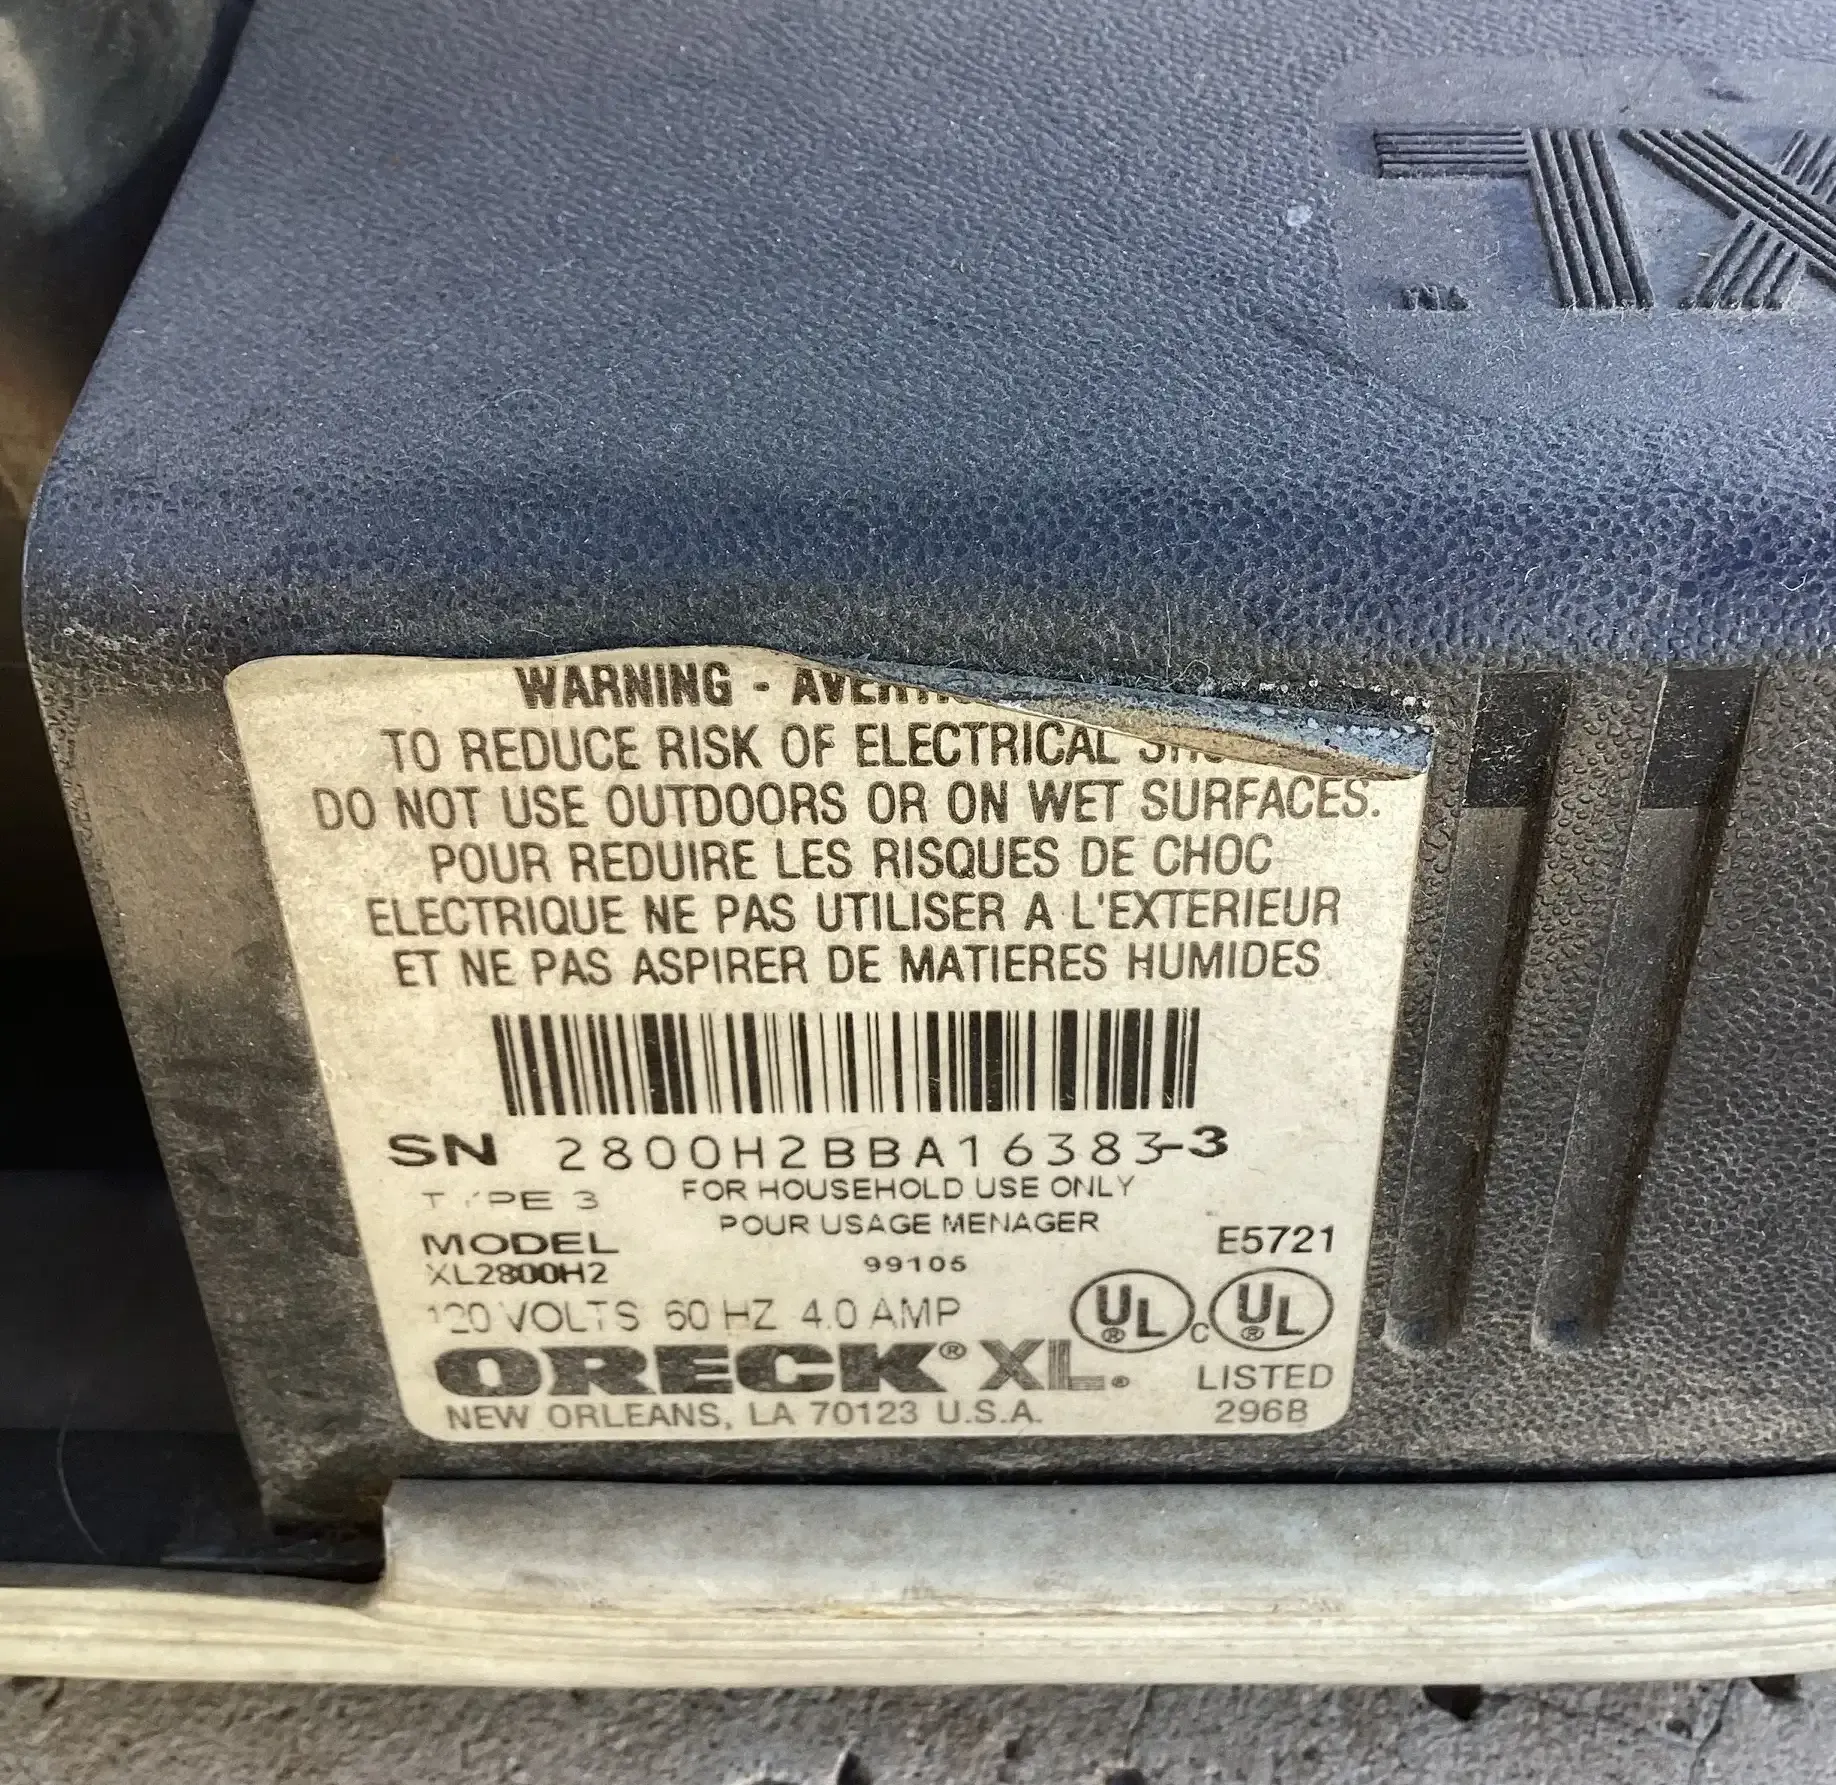 XL
WARNING - 
TO REDUCE RISK OF ELECTRICAL
DO NOT USE OUTDOORS OR ON WET SURFACES.
POUR REDUIRE LES RISQUES DE CHOC
ELECTRIQUE NE PAS UTILISER A L'EXTERIEUR
ET NE PAS ASPIRER DE MATIERES HUMIDES
SN 2800H2BBA16383-3
TYPE 3 FOR HOUSEHOLD USE ONLY
POUR USAGE MENAGER
MODEL E5721
XL2800H2 99105
120 VOLTS 60 HZ 4.0 AMP UL c UL
ORECK® XL®
LISTED
NEW ORLEANS, LA 70123 U.S.A. 296B